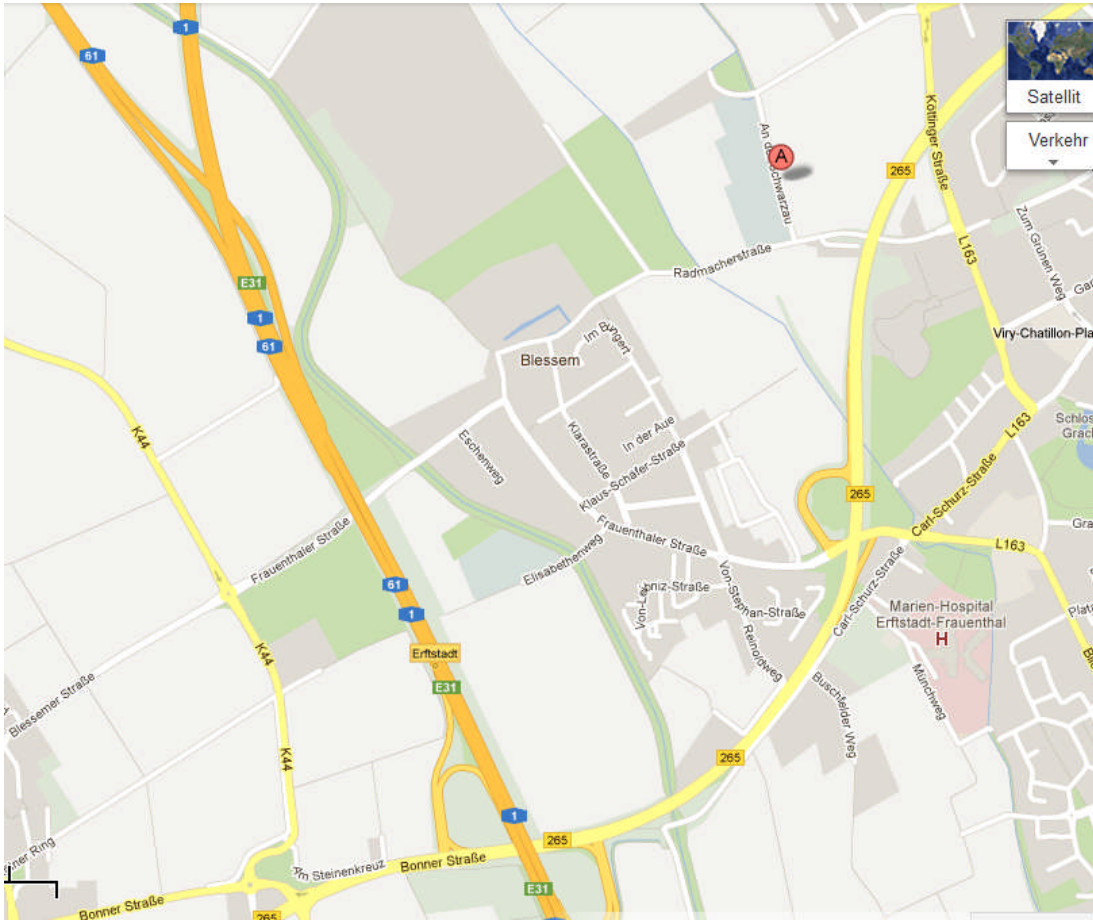 1
61
Satellit
Verkehr
Köttinger Straße
An der Schwarzau
A
265
Zum Grünen Weg
L163
Radmacherstraße
E31
1
61
Im Büngert
Viry-Chatillon-Pla
Blessem
K44
Eschenweg
Klarastraße
In der Aue
Klaus-Schäfer-Straße
L163
265
Carl-Schurz-Straße
Frauenthaler Straße
Frauenthaler Straße
L163
Elisabethenweg
61
1
Von-Stephan-Straße
Carl-Schurz-Straße
Marien-Hospital
Erftstadt-Frauenthal
H
K44
Erftstadt
E31
Reinoldweg
Münchweg
Buschfelder Weg
Blessemer Straße
K44
265
1
265
Bonner Straße
Am Steinenkreuz
E31
Bonner Straße
265